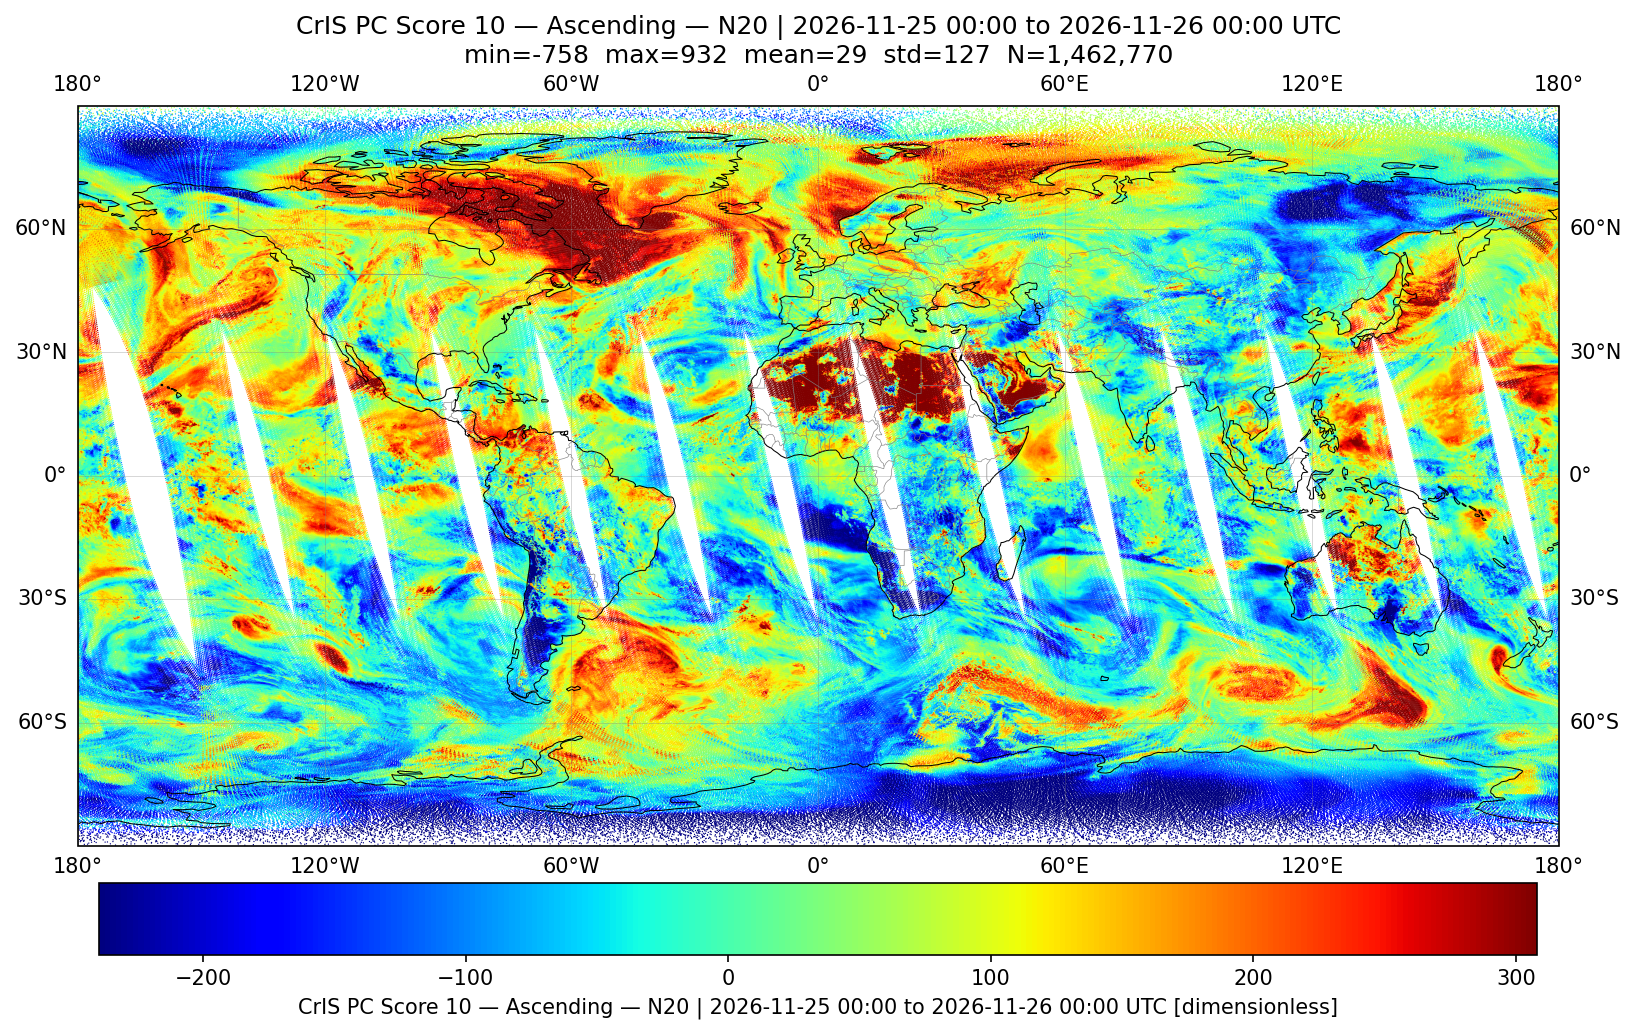 CrIS PC Score 10 — Ascending — N20 | 2026-11-25 00:00 to 2026-11-26 00:00 UTC
min=-758  max=932  mean=29  std=127  N=1,462,770
180° 120°W 60°W 0° 60°E 120°E 180°
60°N 60°N
30°N 30°N
0° 0°
30°S 30°S
60°S 60°S
180° 120°W 60°W 0° 60°E 120°E 180°
−200 −100 0 100 200 300
CrIS PC Score 10 — Ascending — N20 | 2026-11-25 00:00 to 2026-11-26 00:00 UTC [dimensionless]